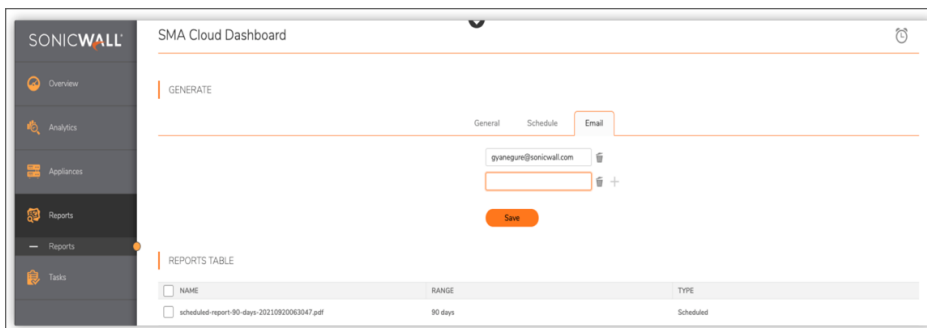 SONICWALL
SMA Cloud Dashboard
Overview
GENERATE
General Schedule Email
Analytics
gyanegure@sonicwall.com
Appliances
Save
Reports
Reports
REPORTS TABLE
Tasks
NAME RANGE TYPE
scheduled-report-90-days-20210920063047.pdf 90 days Scheduled